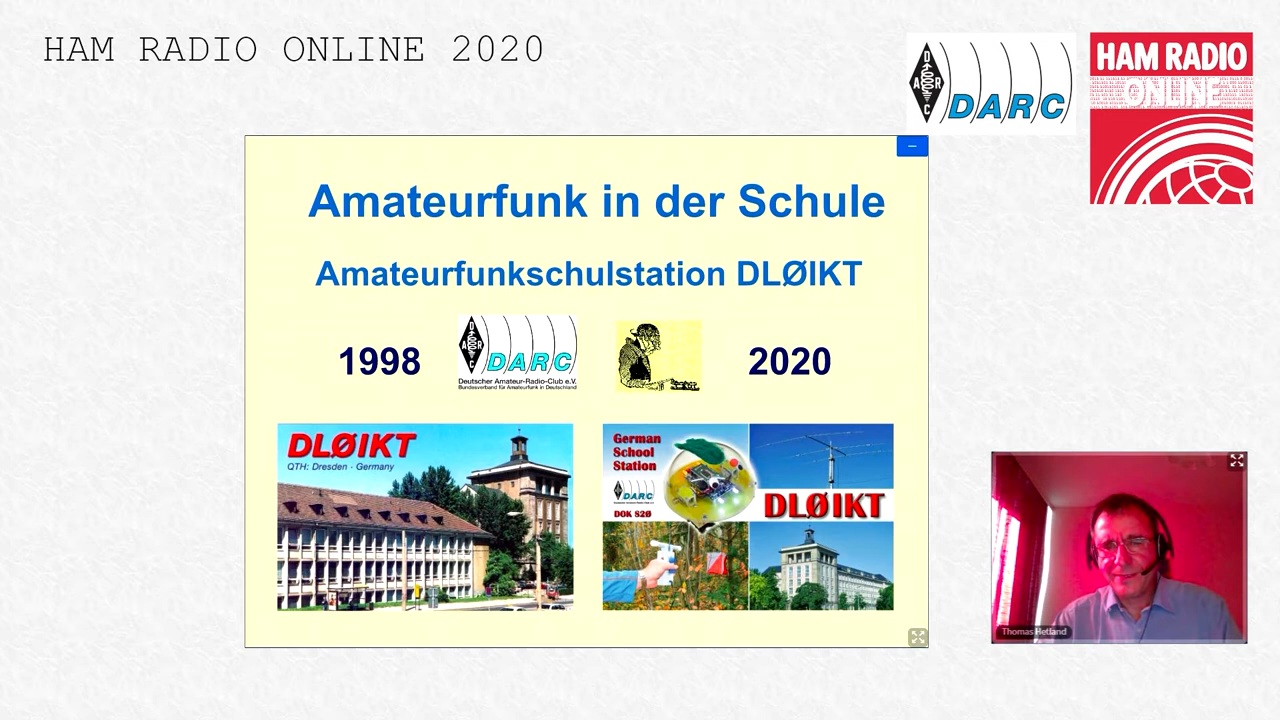 HAM RADIO ONLINE 2020
D
A R
C
DARC
HAM RADIO
ONLINE
Amateurfunk in der Schule
Amateurfunkschulstation DLØIKT
1998
D
A R
C
DARC
Deutscher Amateur-Radio-Club e.V.
Bundesverband für Amateurfunk in Deutschland
2020
DLØIKT
QTH: Dresden · Germany
German
School
Station
DARC
DOK S2Ø
DLØIKT
Thomas Hetland